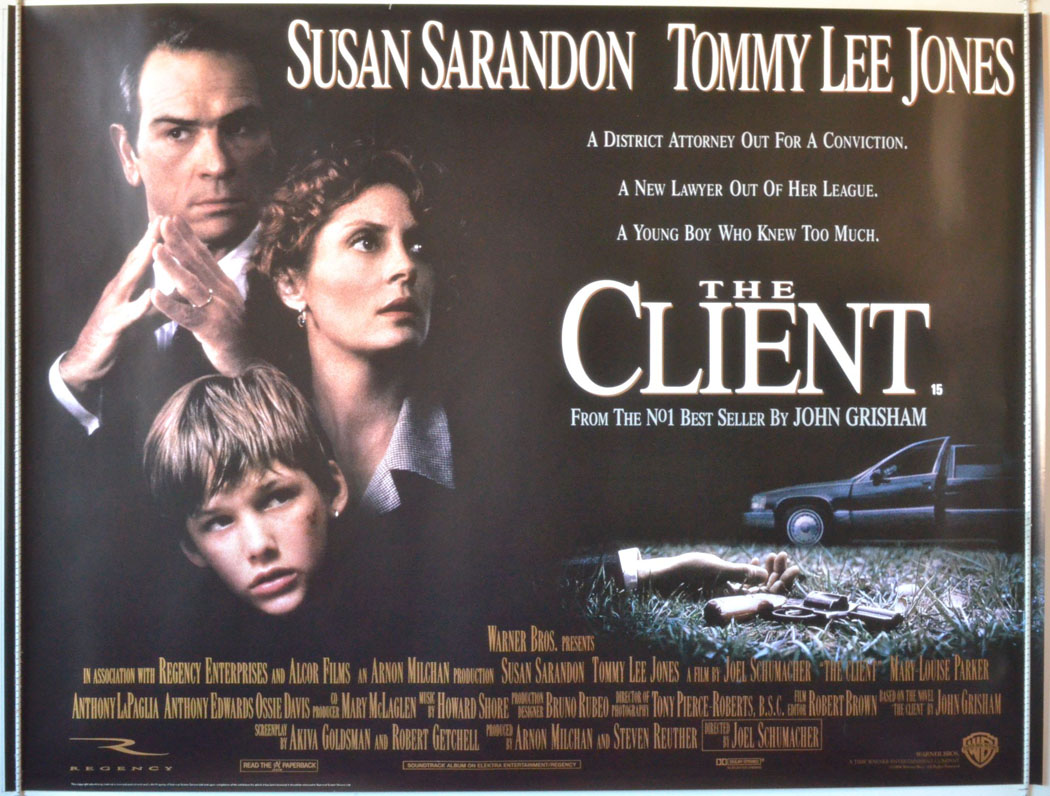 SUSAN SARANDON TOMMY LEE JONES
A DISTRICT ATTORNEY OUT FOR A CONVICTION.
A NEW LAWYER OUT OF HER LEAGUE.
A YOUNG BOY WHO KNEW TOO MUCH.
THE
CLIENT
15
FROM THE NO1 BEST SELLER BY JOHN GRISHAM
WARNER BROS. PRESENTS
IN ASSOCIATION WITH REGENCY ENTERPRISES AND ALCOR FILMS AN ARNON MILCHAN PRODUCTION SUSAN SARANDON TOMMY LEE JONES A FILM BY JOEL SCHUMACHER "THE CLIENT" MARY-LOUISE PARKER
ANTHONY LAPAGLIA ANTHONY EDWARDS OSSIE DAVIS CO PRODUCER MARY MCLAGLEN MUSIC BY HOWARD SHORE PRODUCTION DESIGNER BRUNO RUBEO DIRECTOR OF PHOTOGRAPHY TONY PIERCE-ROBERTS, B.S.C. FILM EDITOR ROBERT BROWN BASED ON THE NOVEL THE CLIENT BY JOHN GRISHAM
SCREENPLAY BY AKIVA GOLDSMAN AND ROBERT GETCHELL PRODUCED BY ARNON MILCHAN AND STEVEN REUTHER DIRECTED BY JOEL SCHUMACHER
REGENCY
READ THE PAPERBACK
SOUNDTRACK ALBUM ON ELEKTRA ENTERTAINMENT/REGENCY
WARNER BROS.
A TIME WARNER ENTERTAINMENT COMPANY